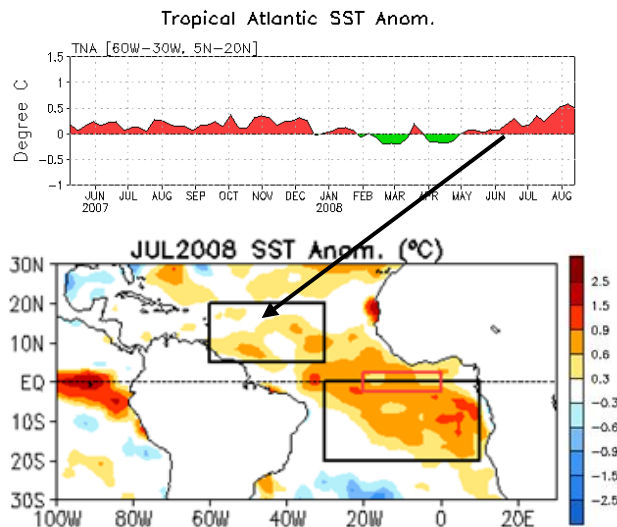 Tropical Atlantic SST Anom.
TNA [60W-30W, 5N-20N]
Degree C
1.5
1
0.5
0
-0.5
-1
JUN JUL AUG SEP OCT NOV DEC JAN FEB MAR APR MAY JUN JUL AUG
2007 2008
JUL2008 SST Anom. (ºC)
30N
20N
10N
EQ
10S
20S
30S
100W 80W 60W 40W 20W 0 20E
2.5
1.5
0.9
0.6
0.3
-0.3
-0.6
-0.9
-1.5
-2.5